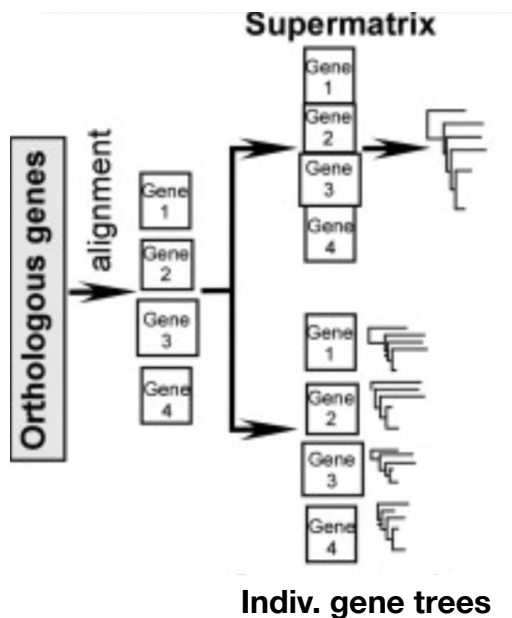 Supermatrix
Orthologous genes
alignment
Gene
1
Gene
2
Gene
3
Gene
4
Gene
1
Gene
2
Gene
3
Gene
4
Gene
1
Gene
2
Gene
3
Gene
4
Indiv. gene trees